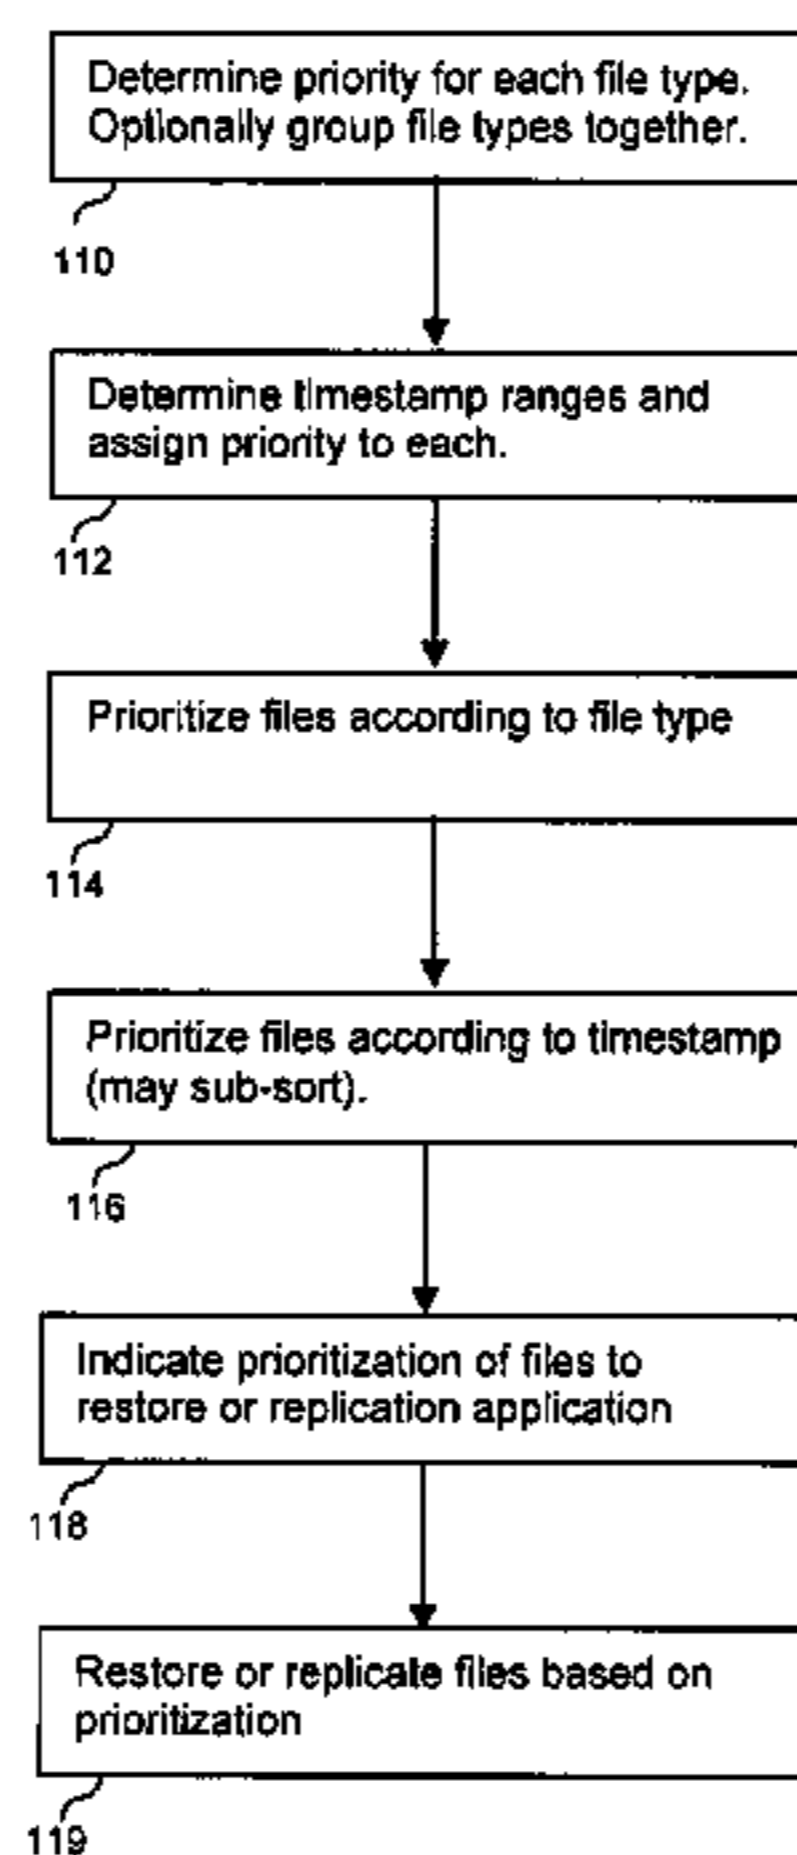 Determine priority for each file type.
Optionally group file types together.
110
Determine timestamp ranges and
assign priority to each.
112
Prioritize files according to file type
114
Prioritize files according to timestamp
(may sub-sort).
116
Indicate prioritization of files to
restore or replication application
118
Restore or replicate files based on
prioritization
119